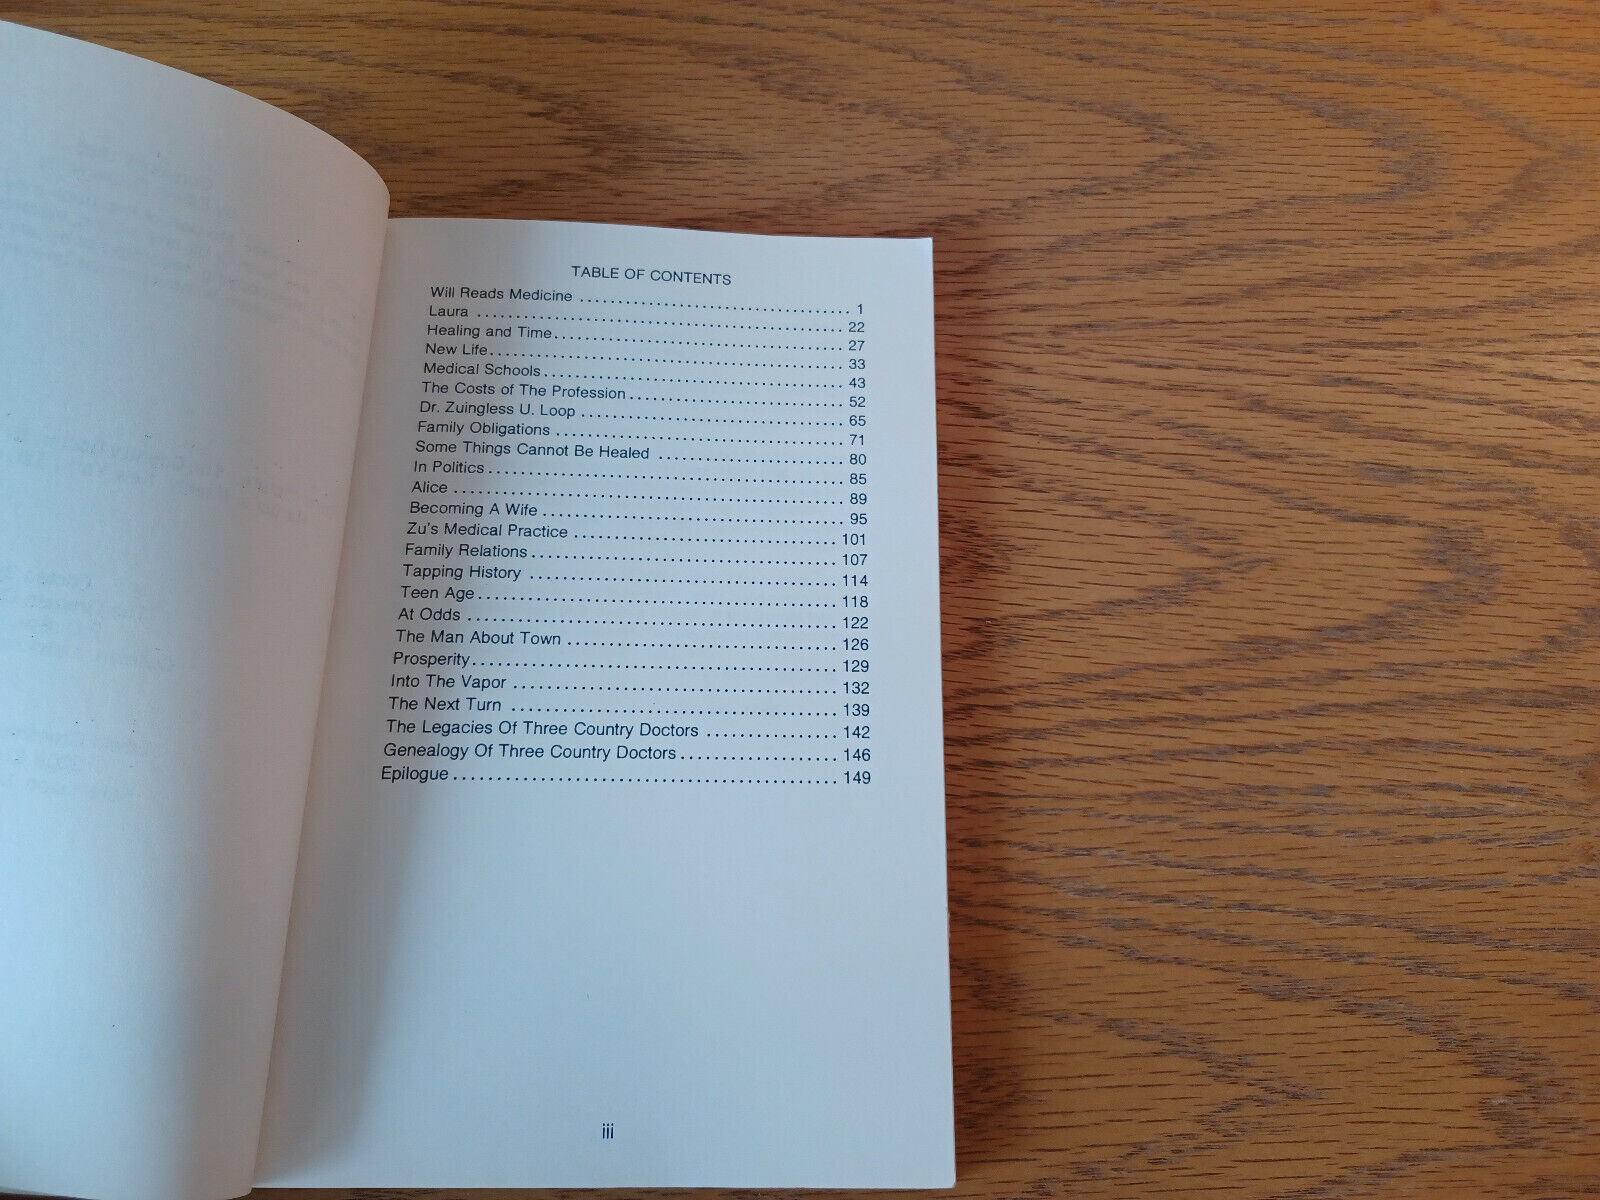 TABLE OF CONTENTS
Will Reads Medicine .................................... 1
Laura ................................................ 22
Healing and Time...................................... 27
New Life.............................................. 33
Medical Schools....................................... 43
The Costs of The Profession........................... 52
Dr. Zuingless U. Loop ................................ 65
Family Obligations ................................... 71
Some Things Cannot Be Healed ......................... 80
In Politics........................................... 85
Alice ................................................ 89
Becoming A Wife ...................................... 95
Zu's Medical Practice ................................ 101
Family Relations..................................... 107
Tapping History ..................................... 114
Teen Age............................................. 118
At Odds ............................................. 122
The Man About Town .................................. 126
Prosperity........................................... 129
Into The Vapor ...................................... 132
The Next Turn ....................................... 139
The Legacies Of Three Country Doctors ............... 142
Genealogy Of Three Country Doctors................... 146
Epilogue............................................. 149
iii